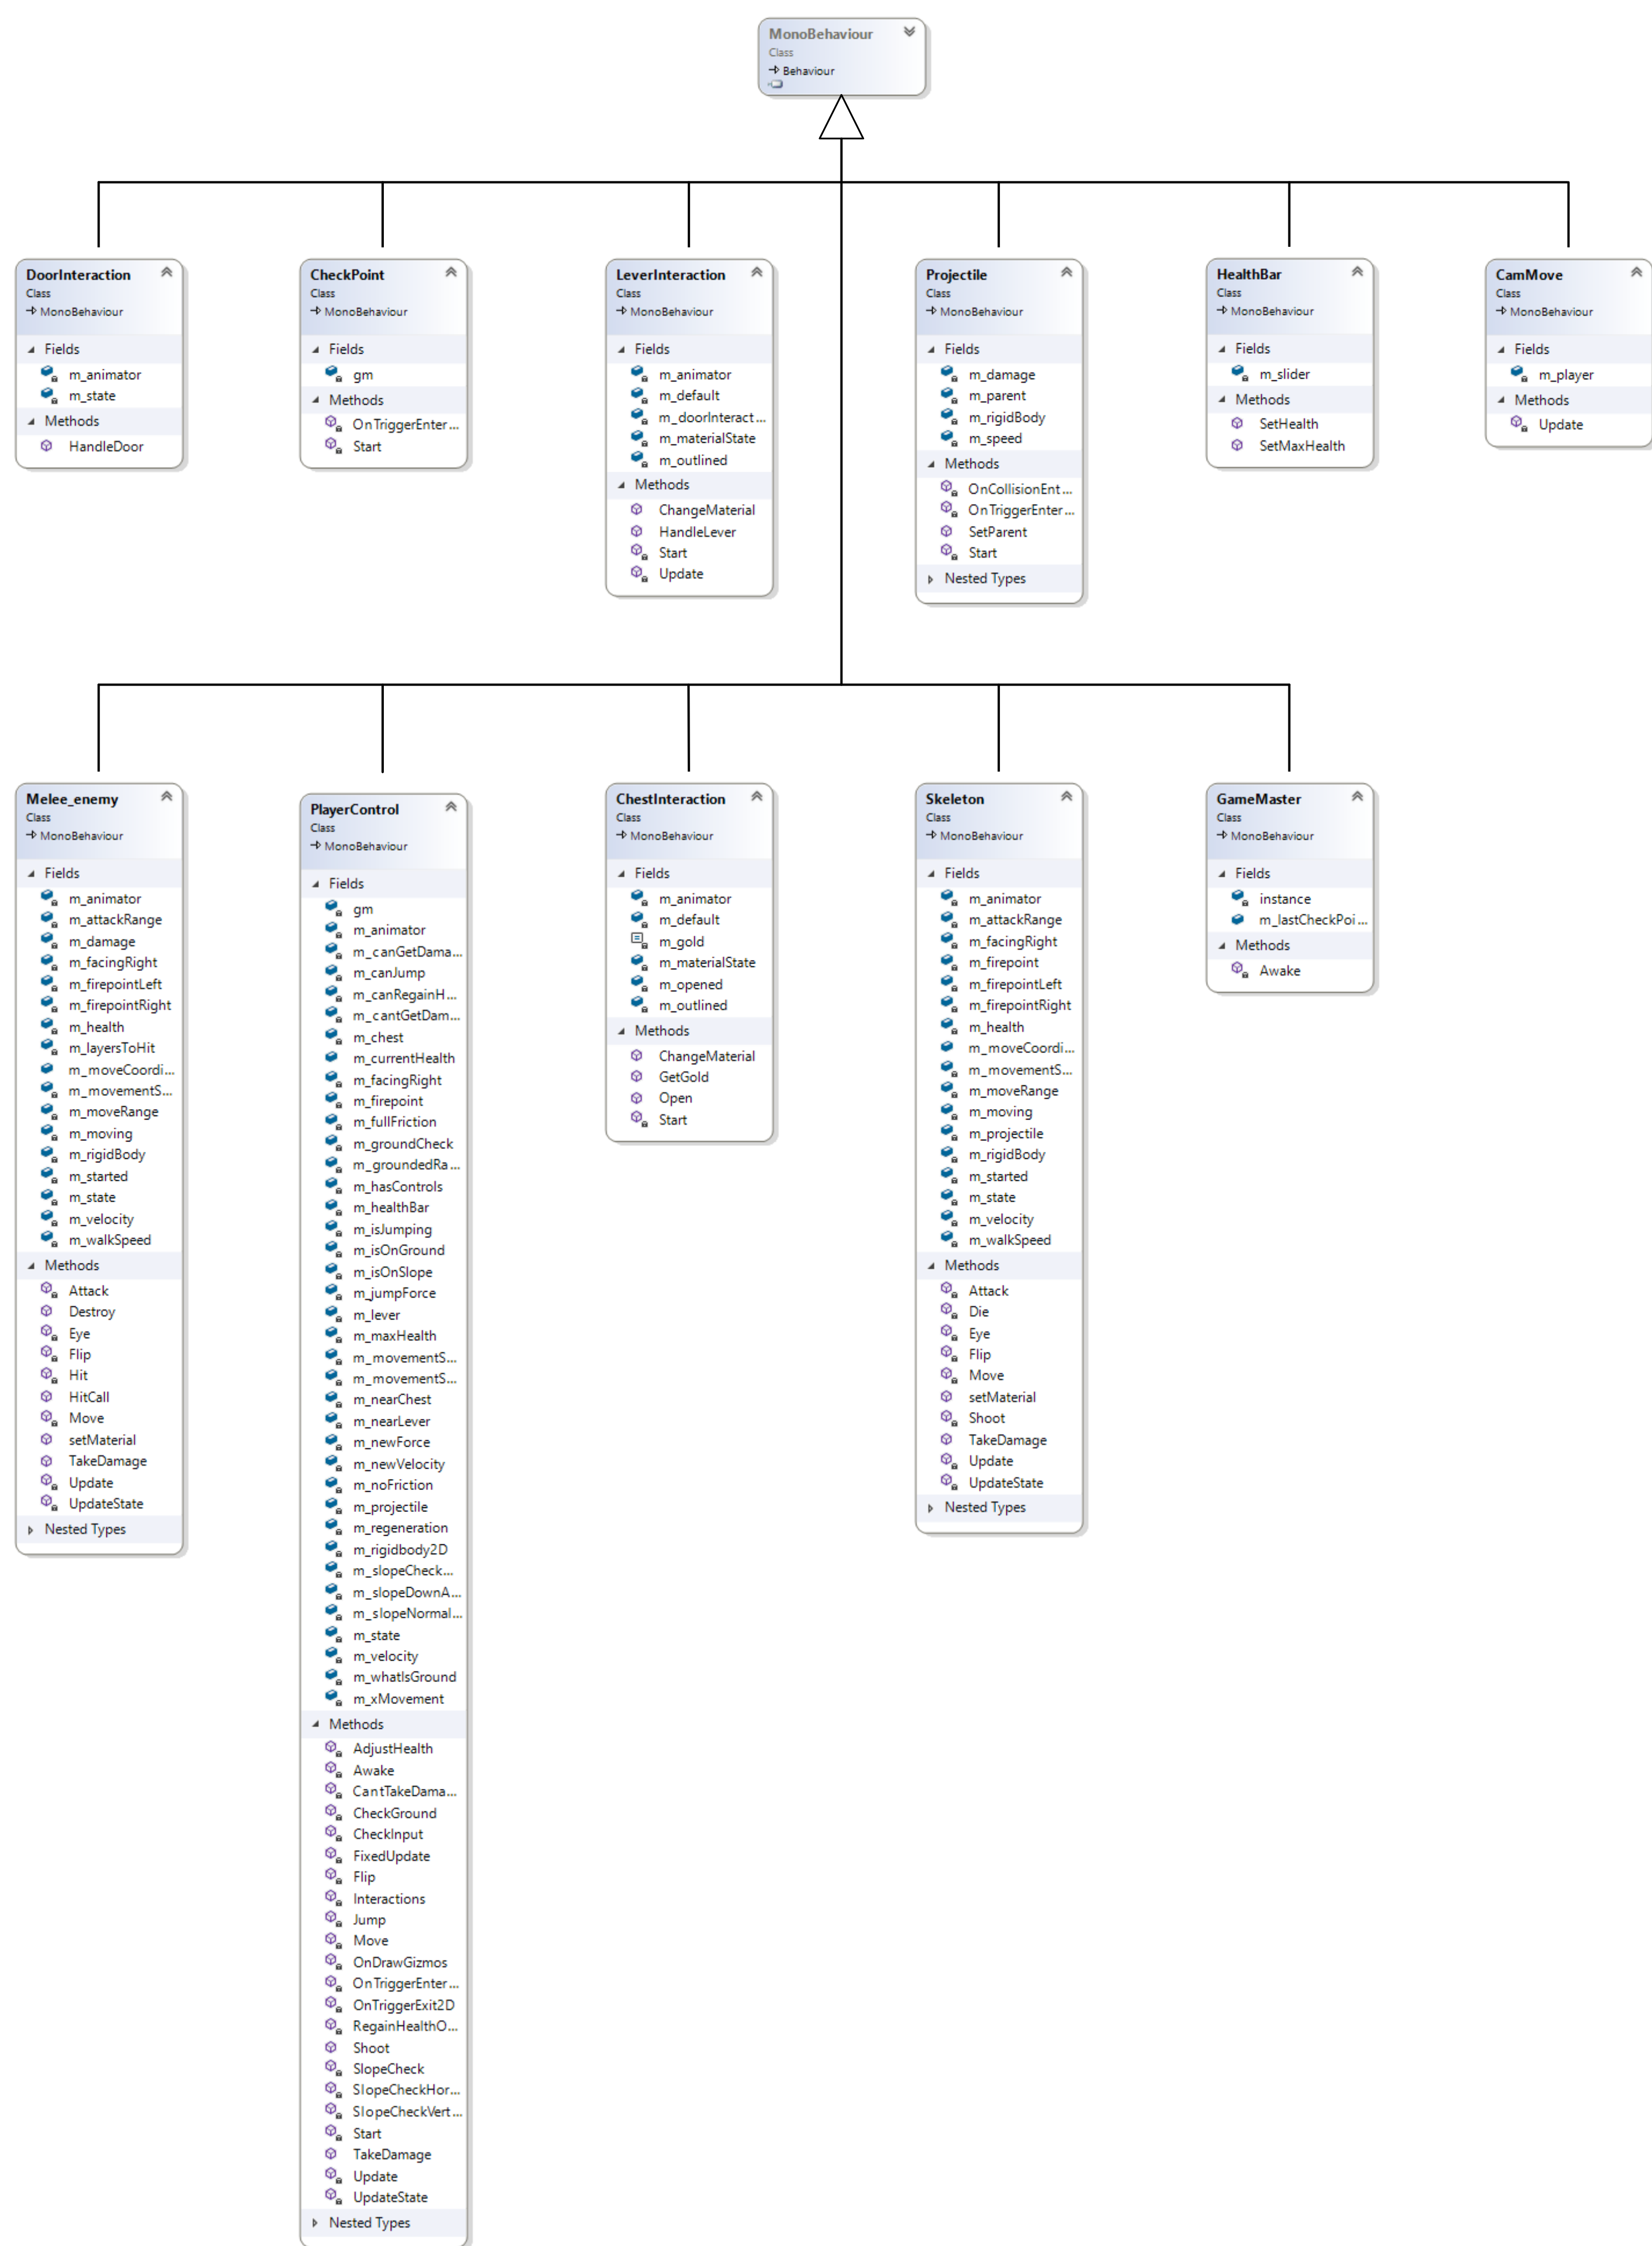 MonoBehaviour
Class
Behaviour
DoorInteraction
Class
MonoBehaviour
Fields
m_animator
m_state
Methods
HandleDoor
CheckPoint
Class
MonoBehaviour
Fields
gm
Methods
OnTriggerEnter...
Start
LeverInteraction
Class
MonoBehaviour
Fields
m_animator
m_default
m_doorInteract...
m_materialState
m_outlined
Methods
ChangeMaterial
HandleLever
Start
Update
Projectile
Class
MonoBehaviour
Fields
m_damage
m_parent
m_rigidBody
m_speed
Methods
OnCollisionEnt...
OnTriggerEnter...
SetParent
Start
Nested Types
HealthBar
Class
MonoBehaviour
Fields
m_slider
Methods
SetHealth
SetMaxHealth
CamMove
Class
MonoBehaviour
Fields
m_player
Methods
Update
Melee_enemy
Class
MonoBehaviour
Fields
m_animator
m_attackRange
m_damage
m_facingRight
m_firepointLeft
m_firepointRight
m_health
m_layersToHit
m_moveCoordi...
m_movementS...
m_moveRange
m_moving
m_rigidBody
m_started
m_state
m_velocity
m_walkSpeed
Methods
Attack
Destroy
Eye
Flip
Hit
HitCall
Move
setMaterial
TakeDamage
Update
UpdateState
Nested Types
PlayerControl
Class
MonoBehaviour
Fields
gm
m_animator
m_canGetDama...
m_canJump
m_canRegainH...
m_cantGetDam...
m_chest
m_currentHealth
m_facingRight
m_firepoint
m_fullFriction
m_groundCheck
m_groundedRa...
m_hasControls
m_healthBar
m_isJumping
m_isOnGround
m_isOnSlope
m_jumpForce
m_lever
m_maxHealth
m_movementS...
m_movementS...
m_nearChest
m_nearLever
m_newForce
m_newVelocity
m_noFriction
m_projectile
m_regeneration
m_rigidbody2D
m_slopeCheck...
m_slopeDownA...
m_slopeNormal...
m_state
m_velocity
m_whatIsGround
m_xMovement
Methods
AdjustHealth
Awake
CantTakeDama...
CheckGround
CheckInput
FixedUpdate
Flip
Interactions
Jump
Move
OnDrawGizmos
OnTriggerEnter...
OnTriggerExit2D
RegainHealthO...
Shoot
SlopeCheck
SlopeCheckHor...
SlopeCheckVert...
Start
TakeDamage
Update
UpdateState
Nested Types
ChestInteraction
Class
MonoBehaviour
Fields
m_animator
m_default
m_gold
m_materialState
m_opened
m_outlined
Methods
ChangeMaterial
GetGold
Open
Start
Skeleton
Class
MonoBehaviour
Fields
m_animator
m_attackRange
m_facingRight
m_firepoint
m_firepointLeft
m_firepointRight
m_health
m_moveCoordi...
m_movementS...
m_moveRange
m_moving
m_projectile
m_rigidBody
m_started
m_state
m_velocity
m_walkSpeed
Methods
Attack
Die
Eye
Flip
Move
setMaterial
Shoot
TakeDamage
Update
UpdateState
Nested Types
GameMaster
Class
MonoBehaviour
Fields
instance
m_lastCheckPoi...
Methods
Awake